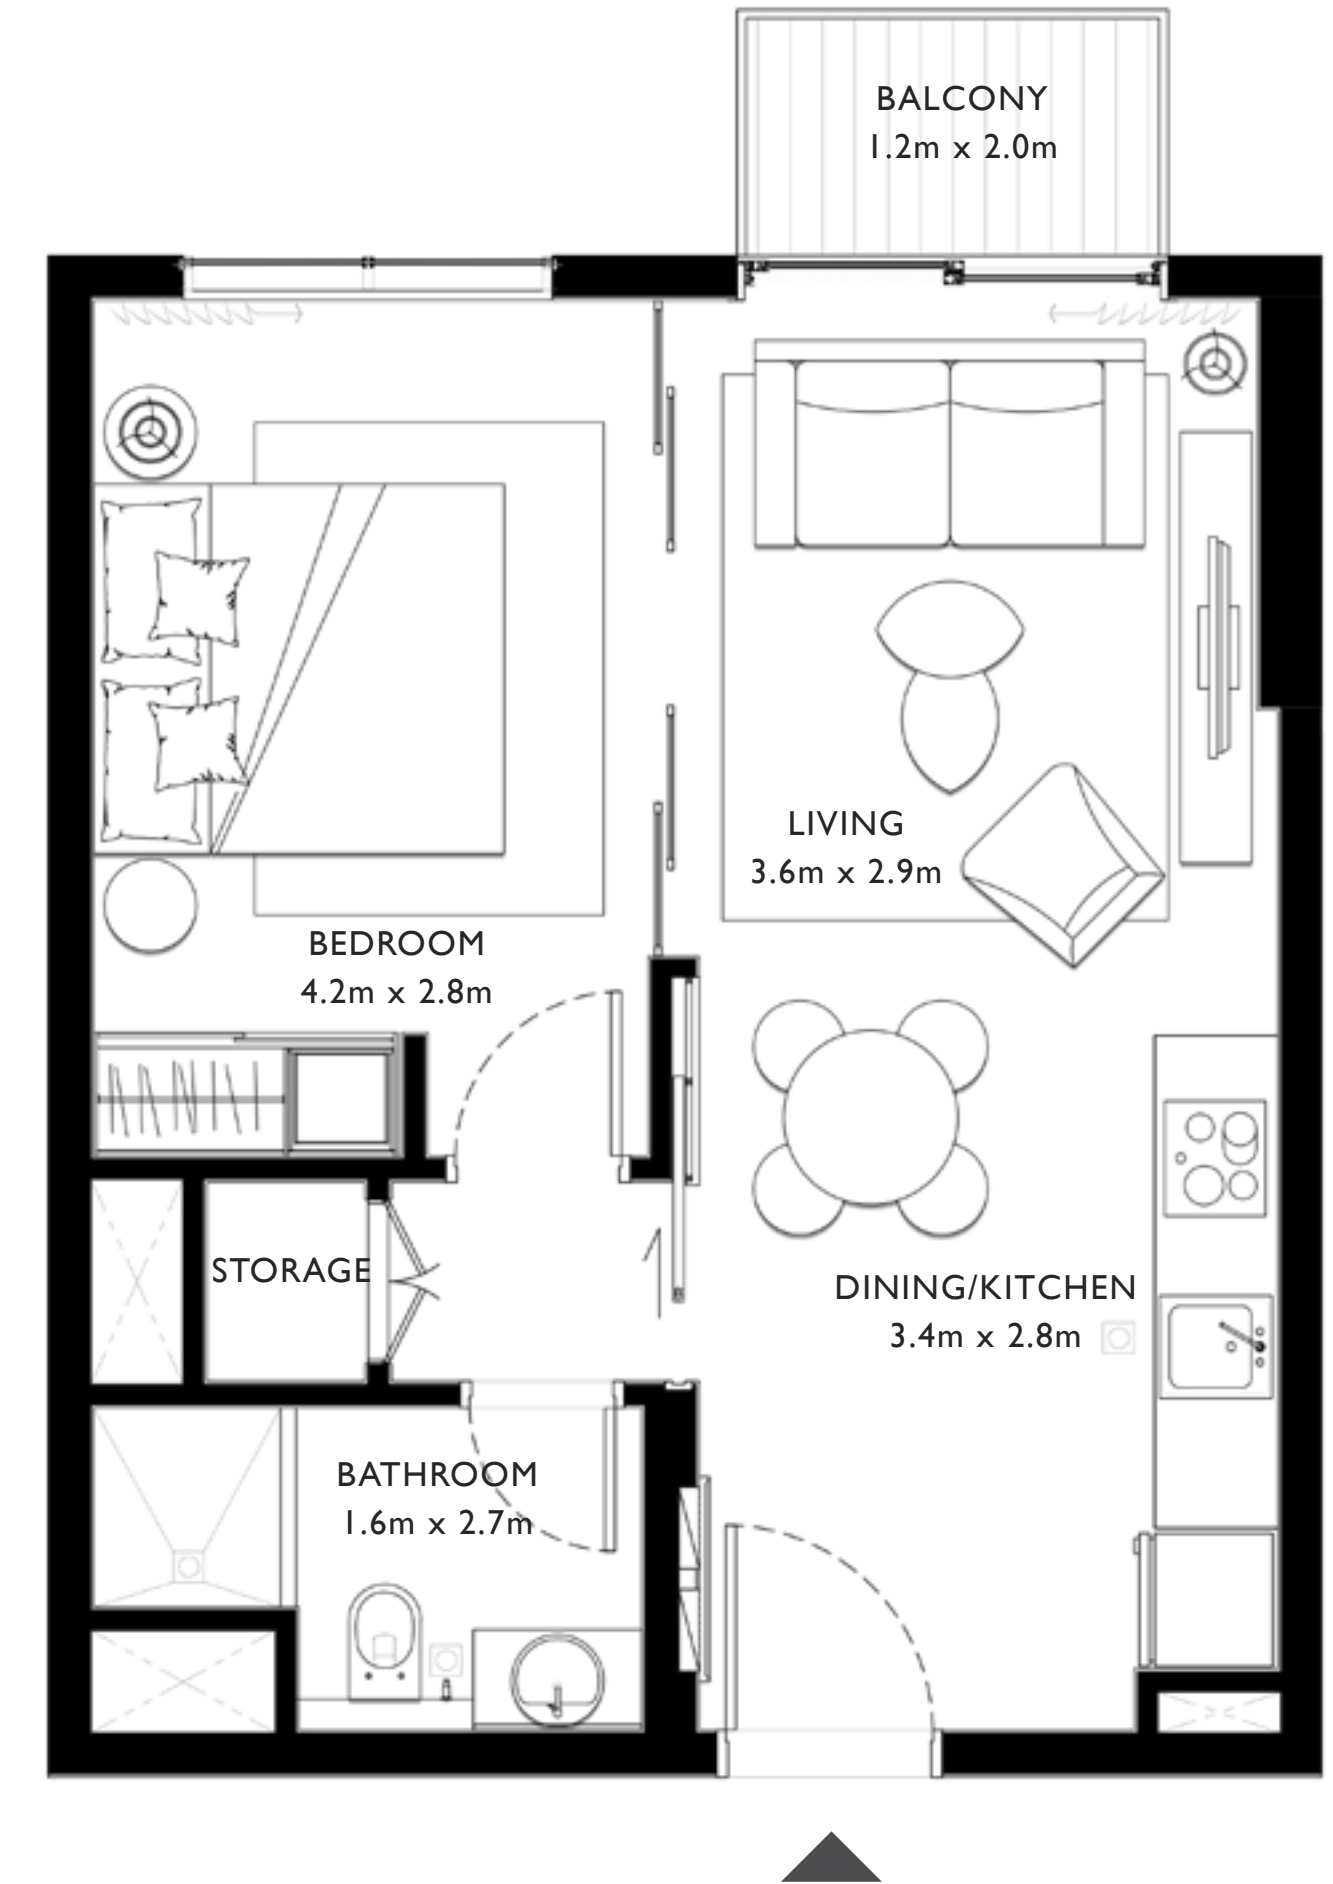 BALCONY
1.2m x 2.0m
LIVING
3.6m x 2.9m
BEDROOM
4.2m x 2.8m
STORAGE
DINING/KITCHEN
3.4m x 2.8m
BATHROOM
1.6m x 2.7m